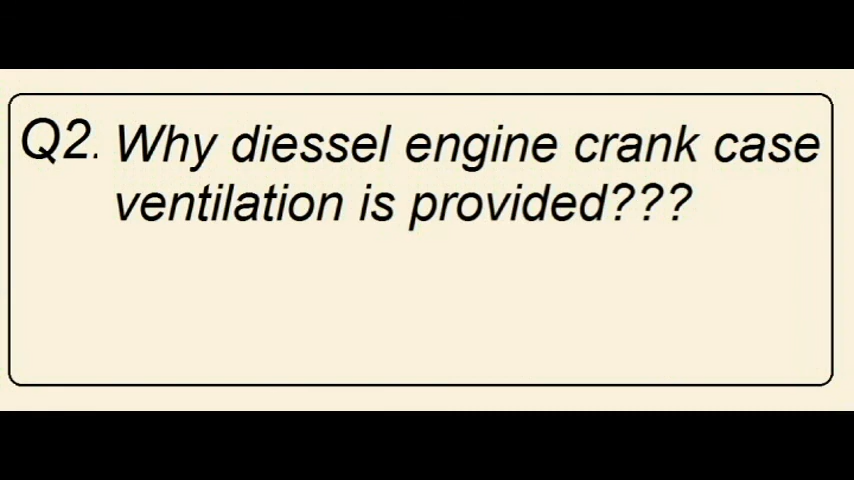 Q2. Why diessel engine crank case
ventilation is provided???